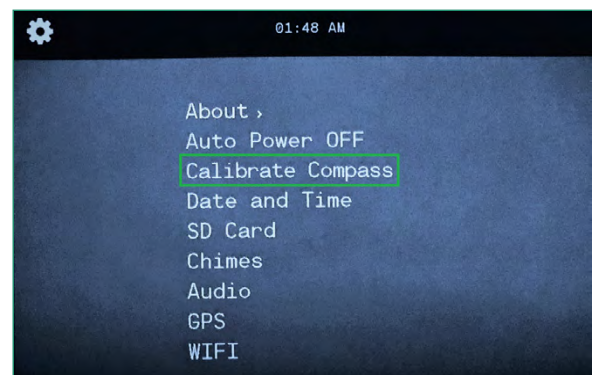 01:48 AM
About ›
Auto Power OFF
Calibrate Compass
Date and Time
SD Card
Chimes
Audio
GPS
WIFI